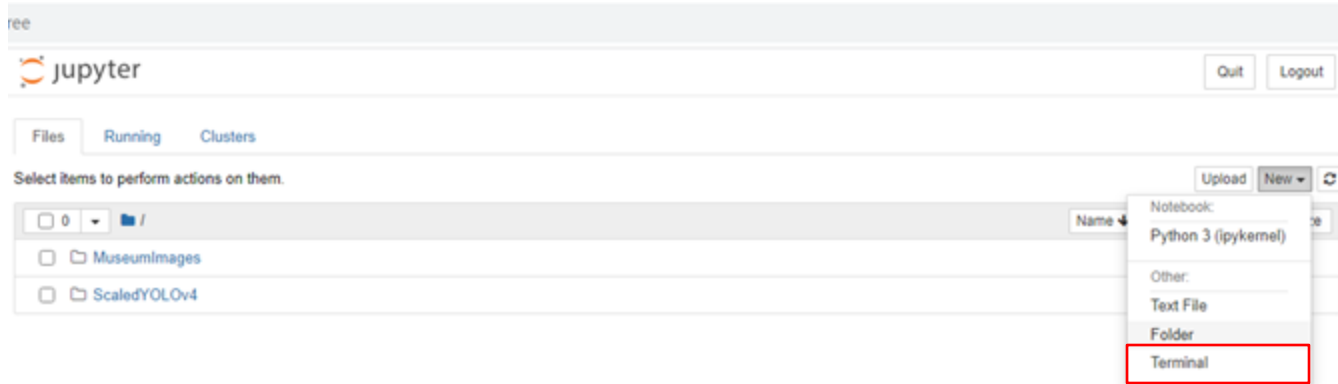 ree
jupyter
Quit Logout
Files Running Clusters
Select items to perform actions on them.
Upload New
0 /
Name
Notebook:
Python 3 (ipykernel)
MuseumImages
Other:
ScaledYOLOv4
Text File
Folder
Terminal